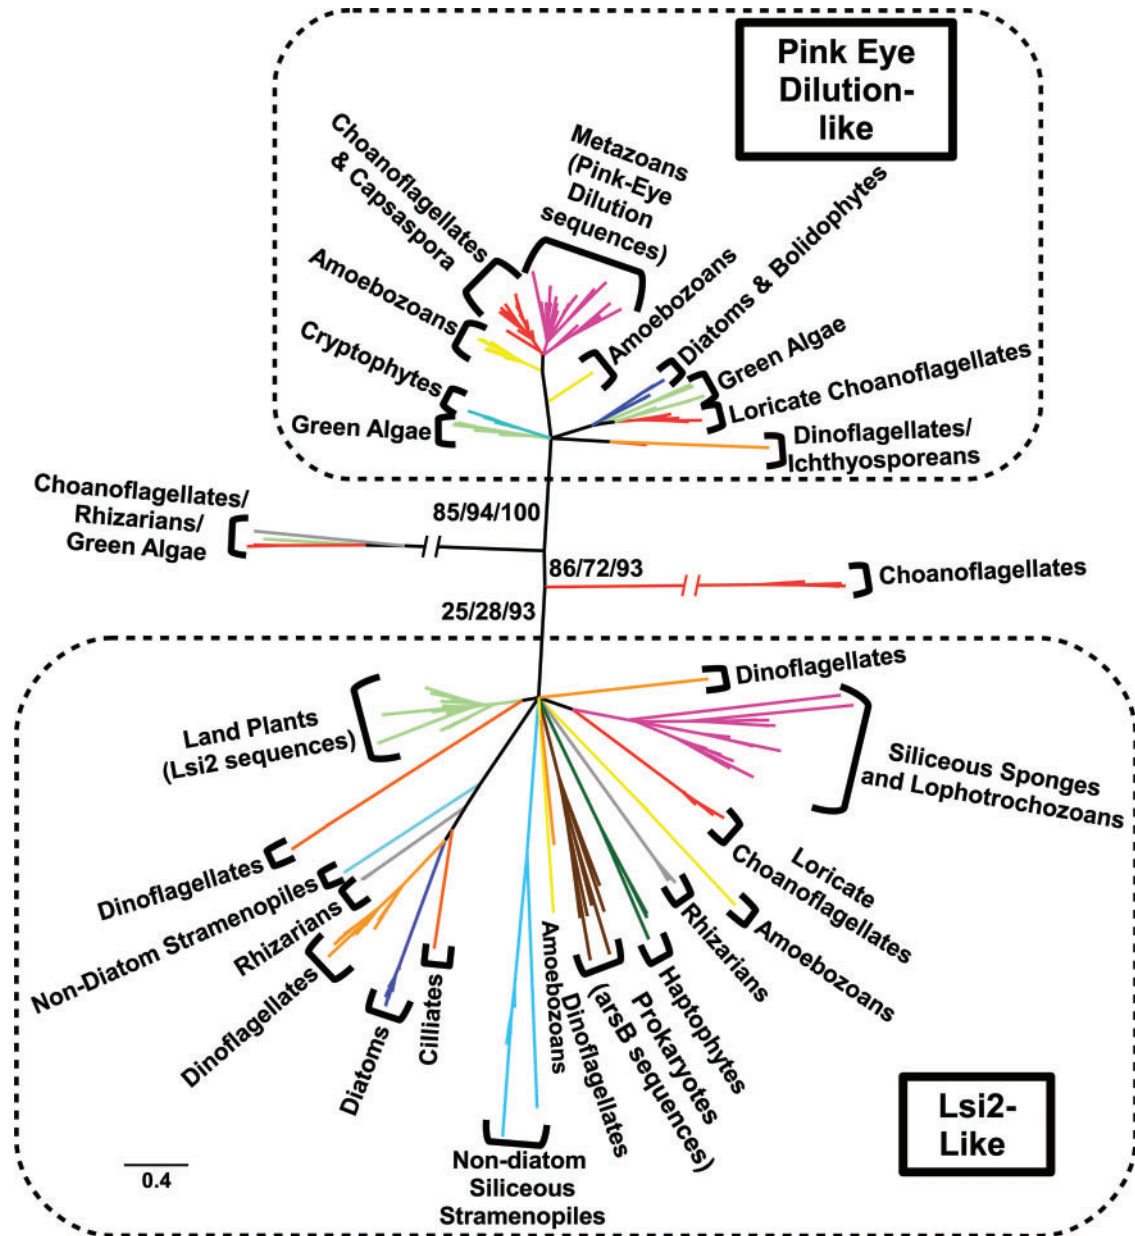 Pink Eye
Dilution-
like
Choanoflagellates
& Capsaspora
Metazoans
(Pink-Eye
Dilution
sequences)
Amoebozoans
Cryptophytes
Green Algae
Amoebozoans
Diatoms & Bolidophytes
Green Algae
Loricate Choanoflagellates
Dinoflagellates/
Ichthyosporeans
Choanoflagellates/
Rhizarians/
Green Algae
85/94/100
86/72/93
Choanoflagellates
25/28/93
Dinoflagellates
Land Plants
(Lsi2 sequences)
Siliceous Sponges
and Lophotrochozoans
Dinoflagellates
Non-Diatom Stramenopiles
Rhizarians
Dinoflagellates
Diatoms
Cilliates
Non-diatom
Siliceous
Stramenopiles
Amoebozoans
Dinoflagellates
Prokaryotes
(arsB sequences)
Haptophytes
Rhizarians
Amoebozoans
Loricate
Choanoflagellates
Lsi2-
Like
0.4